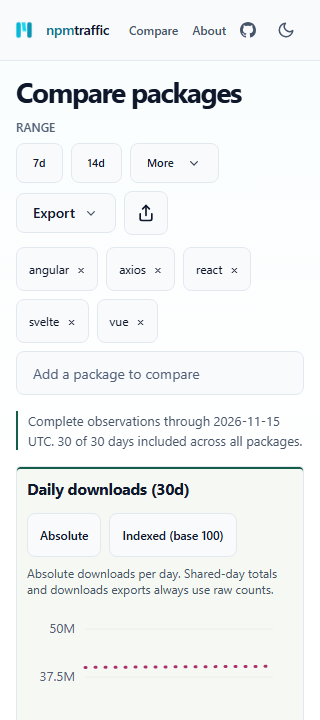 npmtraffic Compare About
Compare packages
RANGE
7d 14d More
Export
angular × axios × react ×
svelte × vue ×
Add a package to compare
Complete observations through 2026-11-15
UTC. 30 of 30 days included across all packages.
Daily downloads (30d)
Absolute Indexed (base 100)
Absolute downloads per day. Shared-day totals
and downloads exports always use raw counts.
50M
37.5M